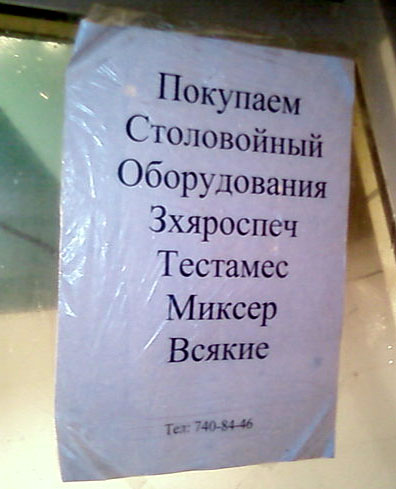 Покупаем
Столовойный
Оборудования
Зхяроспеч
Тестамес
Миксер
Всякие
Тел: 740-84-46